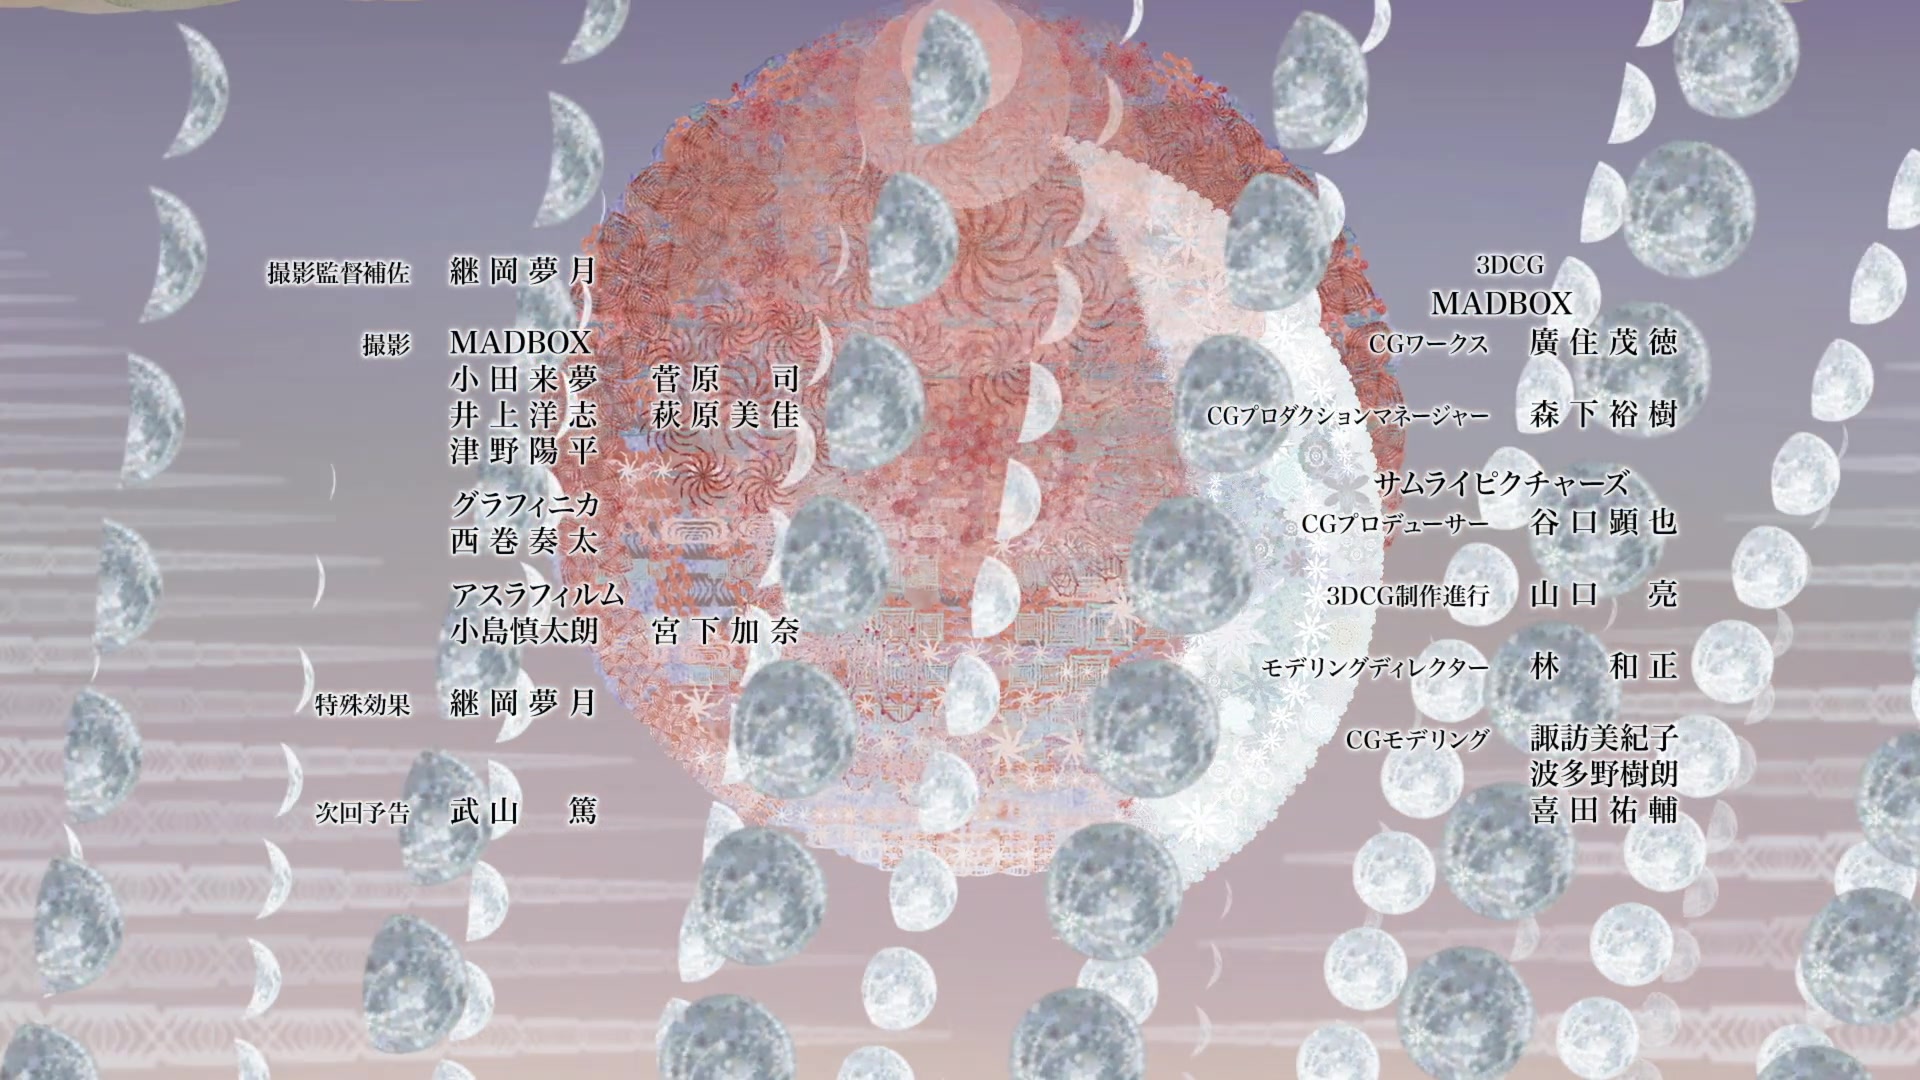 撮影監督補佐 継岡夢月
撮影 MADBOX
小田来夢 菅原 司
井上洋志 萩原美佳
津野陽平
グラフィニカ
西巻奏太
アスラフィルム
小島慎太朗 宮下加奈
特殊効果 継岡夢月
次回予告 武山 篤
3DCG
MADBOX
CGワークス 廣住茂徳
CGプロダクションマネージャー 森下裕樹
サムライピクチャーズ
CGプロデューサー 谷口顕也
3DCG制作進行 山口 亮
モデリングディレクター 林 和正
CGモデリング 諏訪美紀子
波多野樹朗
喜田祐輔